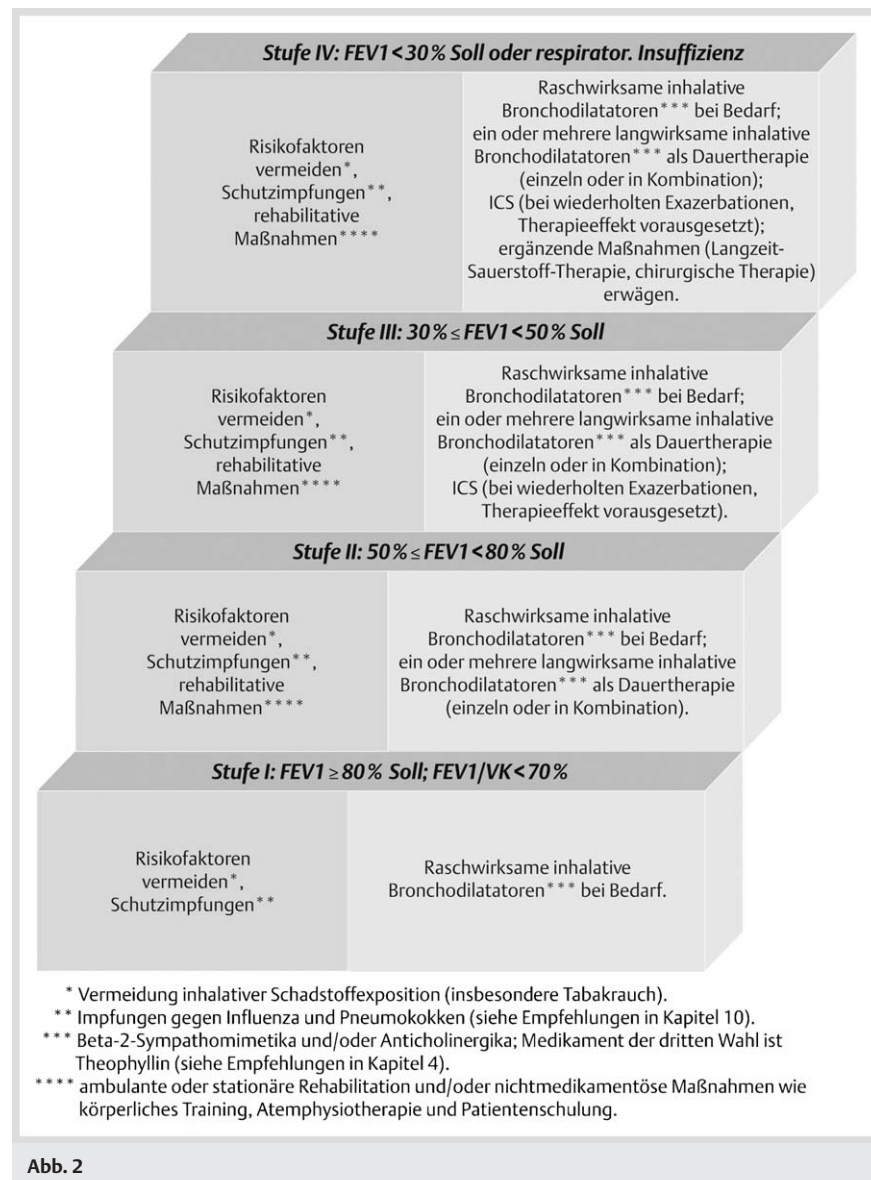 Stufe IV: FEV1 < 30 % Soll oder respirator. Insuffizienz
Risikofaktoren
vermeiden*,
Schutzimpfungen**,
rehabilitative
Maßnahmen****
Raschwirksame inhalative
Bronchodilatatoren*** bei Bedarf;
ein oder mehrere langwirksame inhalative
Bronchodilatatoren*** als Dauertherapie
(einzeln oder in Kombination);
ICS (bei wiederholten Exazerbationen,
Therapieeffekt vorausgesetzt);
ergänzende Maßnahmen (Langzeit-
Sauerstoff-Therapie, chirurgische Therapie)
erwägen.
Stufe III: 30 % ≤ FEV1 < 50 % Soll
Risikofaktoren
vermeiden*,
Schutzimpfungen**,
rehabilitative
Maßnahmen****
Raschwirksame inhalative
Bronchodilatatoren*** bei Bedarf;
ein oder mehrere langwirksame inhalative
Bronchodilatatoren*** als Dauertherapie
(einzeln oder in Kombination);
ICS (bei wiederholten Exazerbationen,
Therapieeffekt vorausgesetzt).
Stufe II: 50 % ≤ FEV1 < 80 % Soll
Risikofaktoren
vermeiden*,
Schutzimpfungen**,
rehabilitative
Maßnahmen****
Raschwirksame inhalative
Bronchodilatatoren*** bei Bedarf;
ein oder mehrere langwirksame inhalative
Bronchodilatatoren*** als Dauertherapie
(einzeln oder in Kombination).
Stufe I: FEV1 ≥ 80 % Soll; FEV1/VK < 70 %
Risikofaktoren
vermeiden*,
Schutzimpfungen**
Raschwirksame inhalative
Bronchodilatatoren*** bei Bedarf.
* Vermeidung inhalativer Schadstoffexposition (insbesondere Tabakrauch).
** Impfungen gegen Influenza und Pneumokokken (siehe Empfehlungen in Kapitel 10).
*** Beta-2-Sympathomimetika und/oder Anticholinergika; Medikament der dritten Wahl ist
Theophyllin (siehe Empfehlungen in Kapitel 4).
**** ambulante oder stationäre Rehabilitation und/oder nichtmedikamentöse Maßnahmen wie
körperliches Training, Atemphysiotherapie und Patientenschulung.
Abb. 2